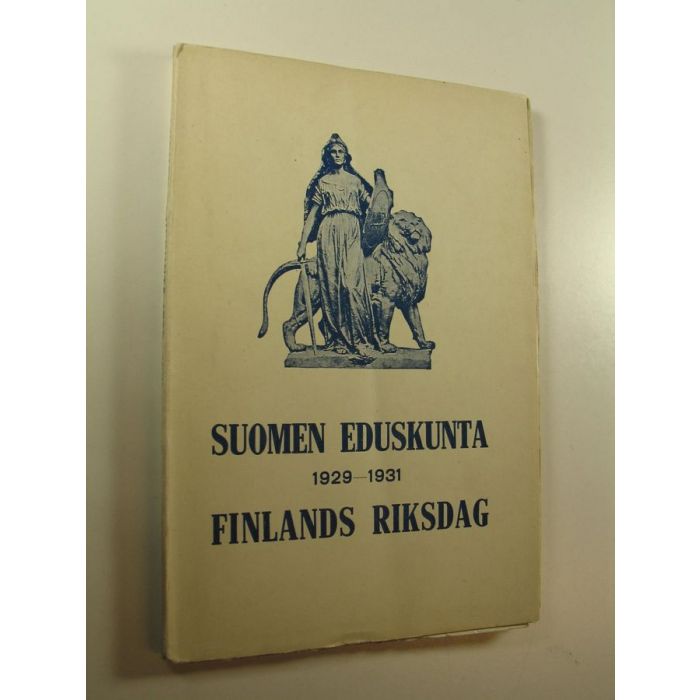 SUOMEN EDUSKUNTA
1929—1931
FINLANDS RIKSDAG